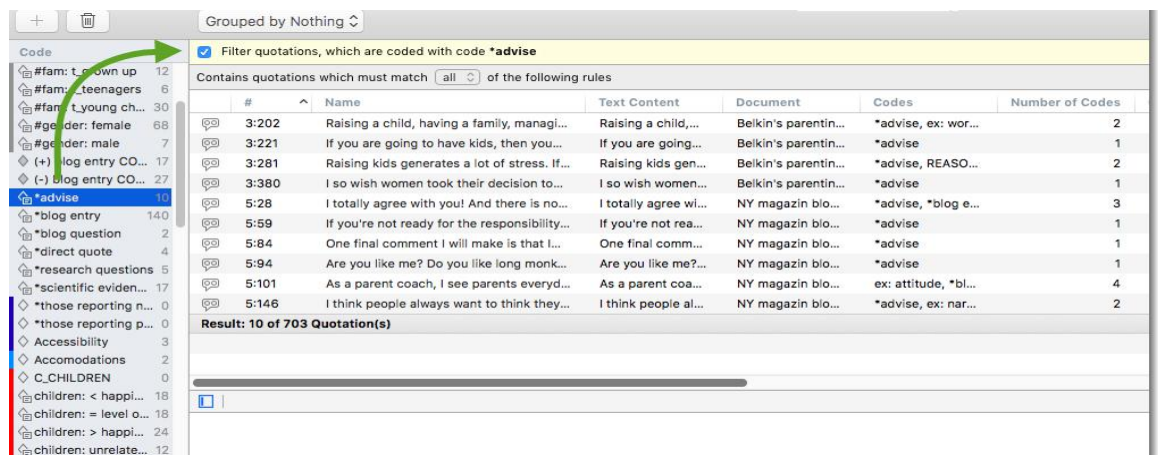 Grouped by Nothing
Code
Filter quotations, which are coded with code *advise
#fam: t_grown up 12
Contains quotations which must match all of the following rules
#fam: t_teenagers 6
#fam: t_young ch... 30
# Name Text Content Document Codes Number of Codes
#gender: female 68
3:202 Raising a child, having a family, managi... Raising a child,... Belkin's parentin... *advise, ex: wor... 2
#gender: male 7
3:221 If you are going to have kids, then you... If you are going... Belkin's parentin... *advise 1
(+) blog entry CO... 17
3:281 Raising kids generates a lot of stress. If... Raising kids gen... Belkin's parentin... *advise, REASO... 2
(-) blog entry CO... 27
3:380 I so wish women took their decision to... I so wish women... Belkin's parentin... *advise 1
*advise 10
5:28 I totally agree with you! And there is no... I totally agree wi... NY magazin blo... *advise, *blog e... 3
*blog entry 140
5:59 If you're not ready for the responsibility... If you're not rea... NY magazin blo... *advise 1
*blog question 2
5:84 One final comment I will make is that I... One final comm... NY magazin blo... *advise 1
*direct quote 4
5:94 Are you like me? Do you like long monk... Are you like me?... NY magazin blo... *advise 1
*research questions 5
5:101 As a parent coach, I see parents everyd... As a parent coa... NY magazin blo... ex: attitude, *bl... 4
*scientific eviden... 17
5:146 I think people always want to think they... I think people al... NY magazin blo... *advise, ex: nar... 2
*those reporting n... 0
Result: 10 of 703 Quotation(s)
*those reporting p... 0
Accessibility 3
Accomodations 2
C_CHILDREN 0
children: < happi... 18
children: = level o... 18
children: > happi... 24
children: unrelate... 12